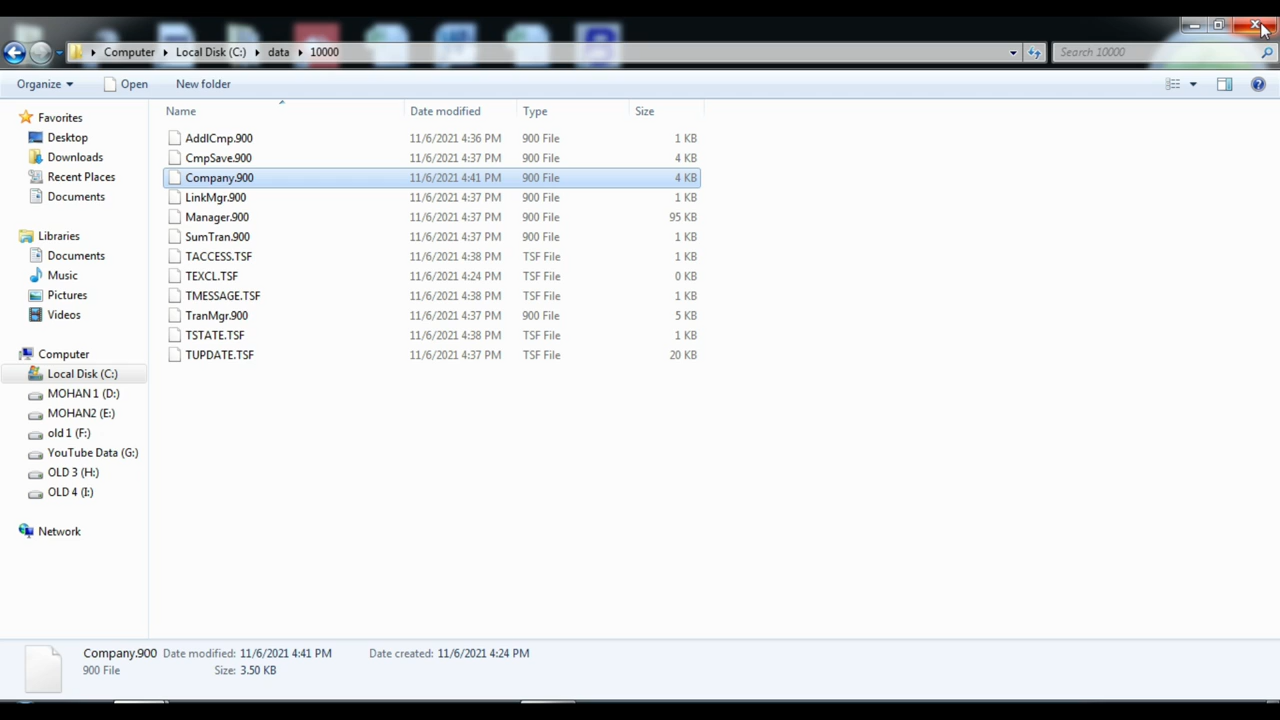 Computer Local Disk (C:) data 10000 Search 10000
Organize Open New folder
Name Date modified Type Size
Favorites
Desktop
Downloads
Recent Places
Documents
Libraries
Documents
Music
Pictures
Videos
Computer
Local Disk (C:)
MOHAN 1 (D:)
MOHAN2 (E:)
old 1 (F:)
YouTube Data (G:)
OLD 3 (H:)
OLD 4 (I:)
Network
AddlCmp.900 11/6/2021 4:36 PM 900 File 1 KB
CmpSave.900 11/6/2021 4:37 PM 900 File 4 KB
Company.900 11/6/2021 4:41 PM 900 File 4 KB
LinkMgr.900 11/6/2021 4:37 PM 900 File 1 KB
Manager.900 11/6/2021 4:37 PM 900 File 95 KB
SumTran.900 11/6/2021 4:37 PM 900 File 1 KB
TACCESS.TSF 11/6/2021 4:38 PM TSF File 1 KB
TEXCL.TSF 11/6/2021 4:24 PM TSF File 0 KB
TMESSAGE.TSF 11/6/2021 4:38 PM TSF File 1 KB
TranMgr.900 11/6/2021 4:37 PM 900 File 5 KB
TSTATE.TSF 11/6/2021 4:38 PM TSF File 1 KB
TUPDATE.TSF 11/6/2021 4:37 PM TSF File 20 KB
Company.900 Date modified: 11/6/2021 4:41 PM Date created: 11/6/2021 4:24 PM
900 File Size: 3.50 KB